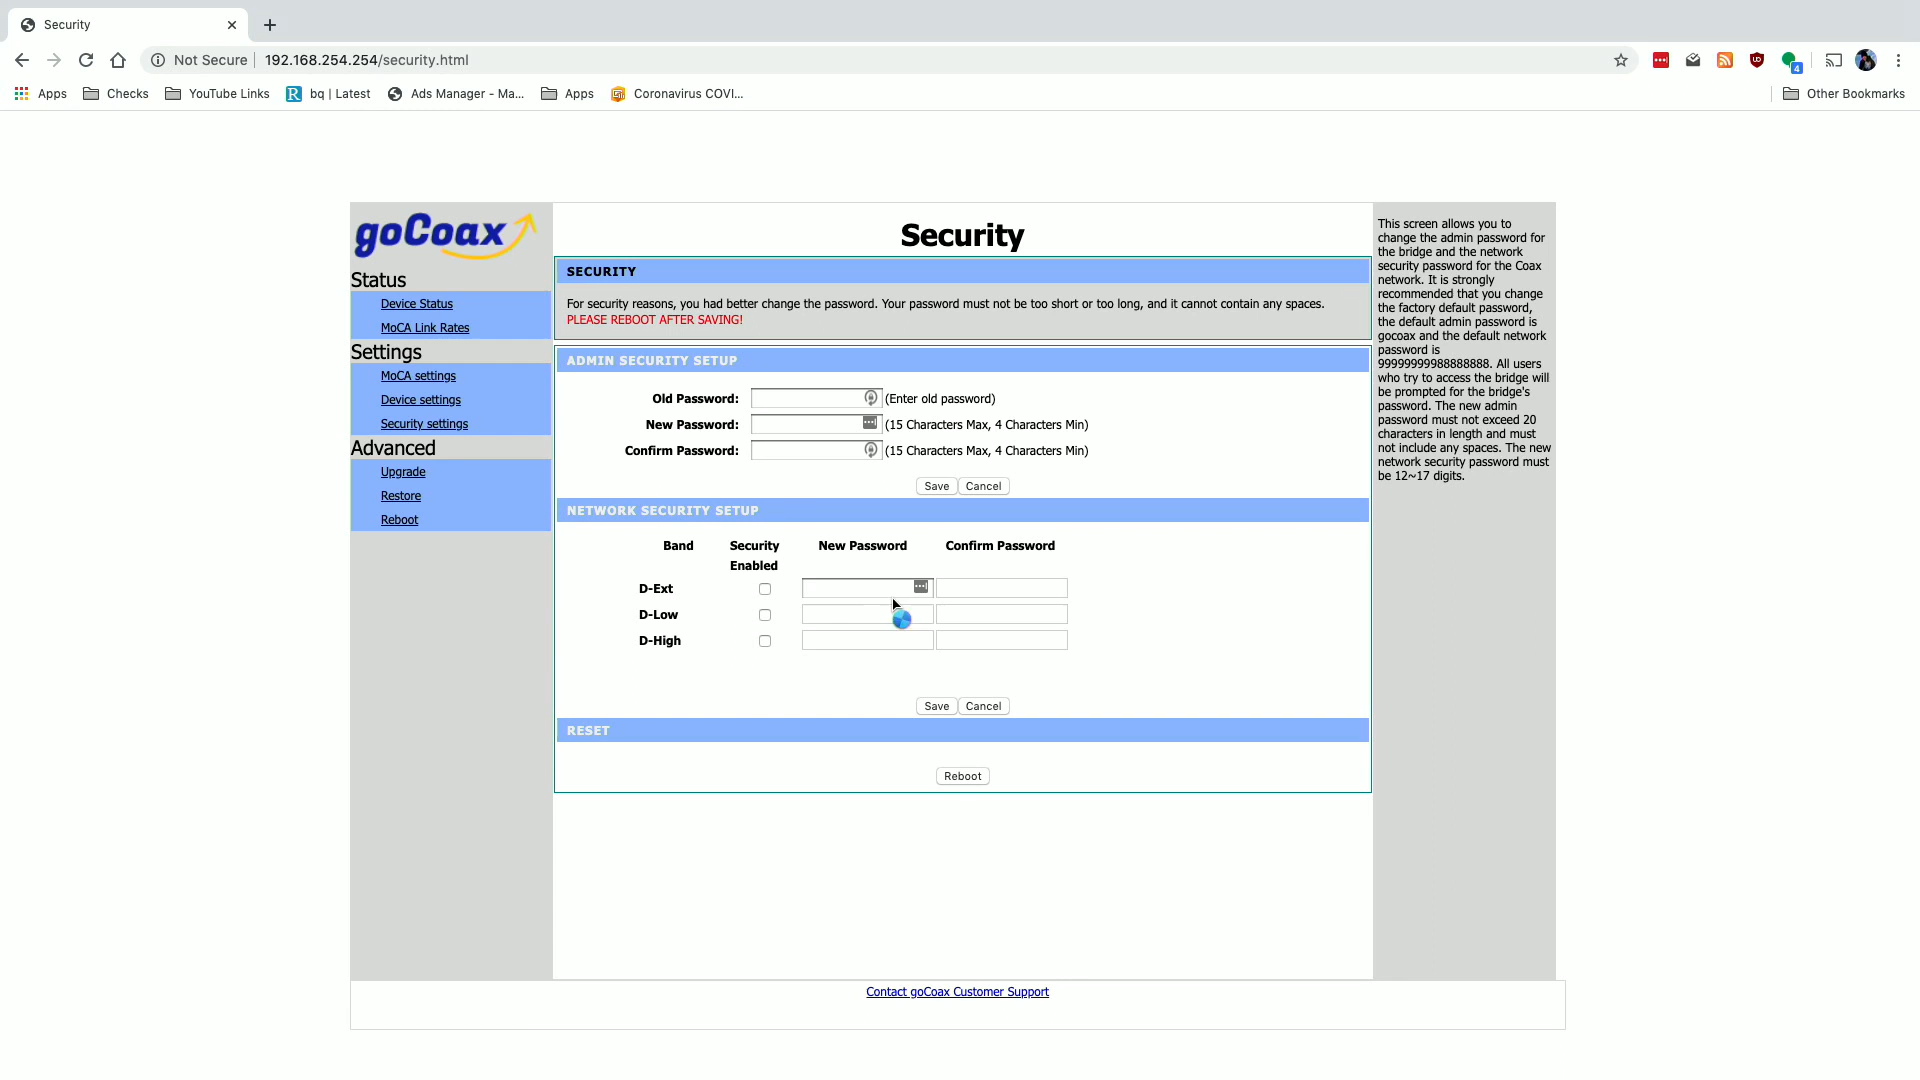 Security
Not Secure
192.168.254.254/security.html
4
Apps
Checks
YouTube Links
bq | Latest
Ads Manager - Ma...
Apps
Coronavirus COVI...
Other Bookmarks
goCoax
Status
Device Status
MoCA Link Rates
Settings
MoCA settings
Device settings
Security settings
Advanced
Upgrade
Restore
Reboot
Security
SECURITY
For security reasons, you had better change the password. Your password must not be too short or too long, and it cannot contain any spaces.
PLEASE REBOOT AFTER SAVING!
ADMIN SECURITY SETUP
Old Password: (Enter old password)
New Password: (15 Characters Max, 4 Characters Min)
Confirm Password: (15 Characters Max, 4 Characters Min)
Save Cancel
NETWORK SECURITY SETUP
Band Security Enabled New Password Confirm Password
D-Ext
D-Low
D-High
Save Cancel
RESET
Reboot
This screen allows you to
change the admin password for
the bridge and the network
security password for the Coax
network. It is strongly
recommended that you change
the factory default password,
the default admin password is
gocoax and the default network
password is
99999999988888888. All users
who try to access the bridge will
be prompted for the bridge's
password. The new admin
password must not exceed 20
characters in length and must
not include any spaces. The new
network security password must
be 12~17 digits.
Contact goCoax Customer Support